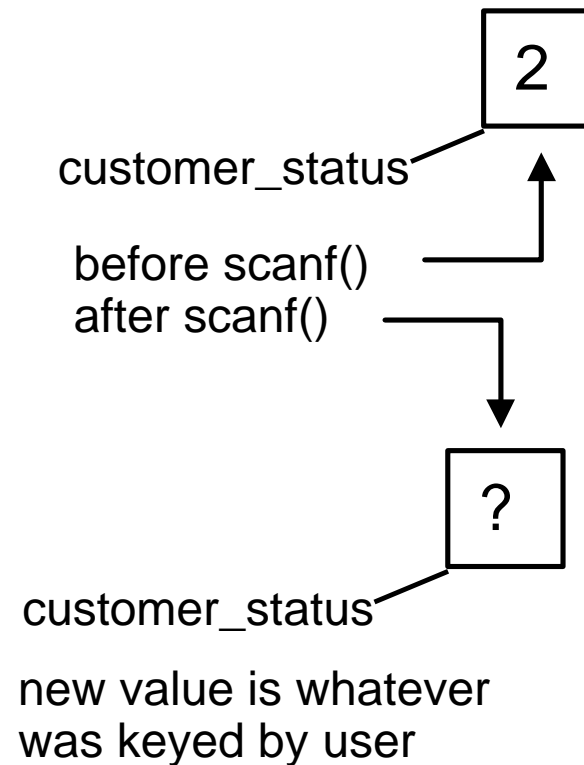 2
customer_status
before scanf()
after scanf()
?
customer_status
new value is whatever
was keyed by user